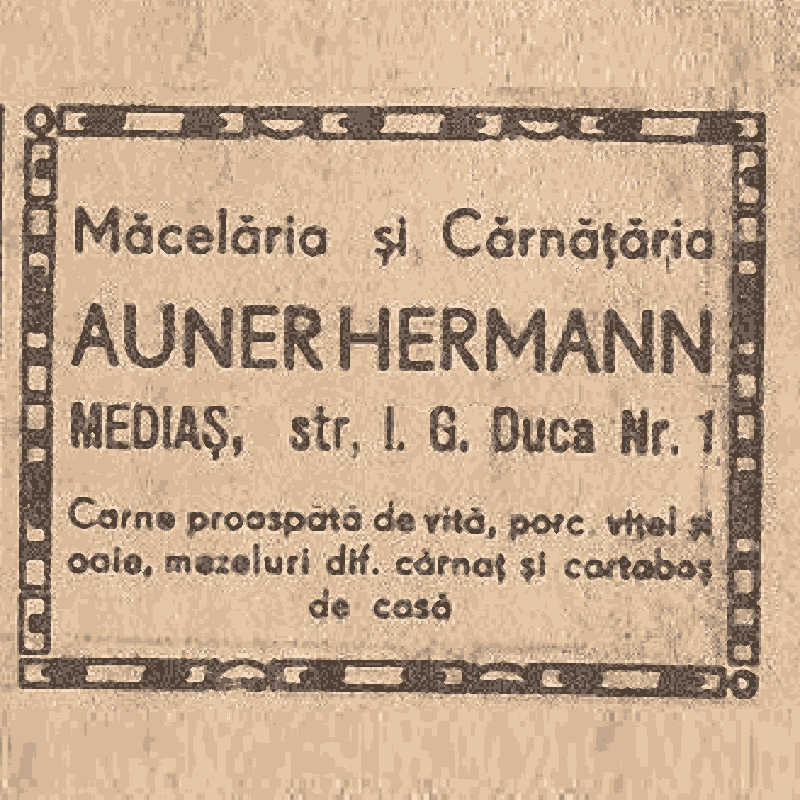 Măcelăria și Cărnățăria
AUNER HERMANN
MEDIAȘ, str, I. G. Duca Nr. 1
Carne proaspătă de vită, porc vițel și
oaie, mezeluri dif. cărnaț și cartaboș
de casă